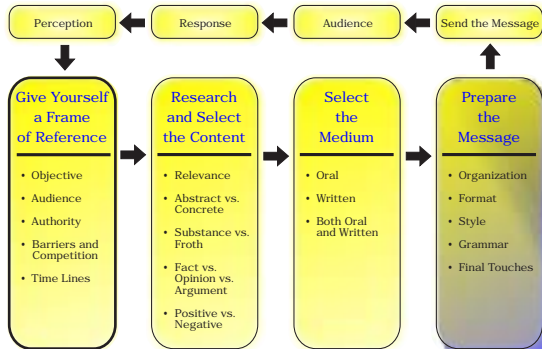 Perception
Response
Audience
Send the Message
Give Yourself
a Frame
of Reference
• Objective
• Audience
• Authority
• Barriers and
Competition
• Time Lines
Research
and Select
the Content
• Relevance
• Abstract vs.
Concrete
• Substance vs.
Froth
• Fact vs.
Opinion vs.
Argument
• Positive vs.
Negative
Select
the
Medium
• Oral
• Written
• Both Oral
and Written
Prepare
the
Message
• Organization
• Format
• Style
• Grammar
• Final Touches